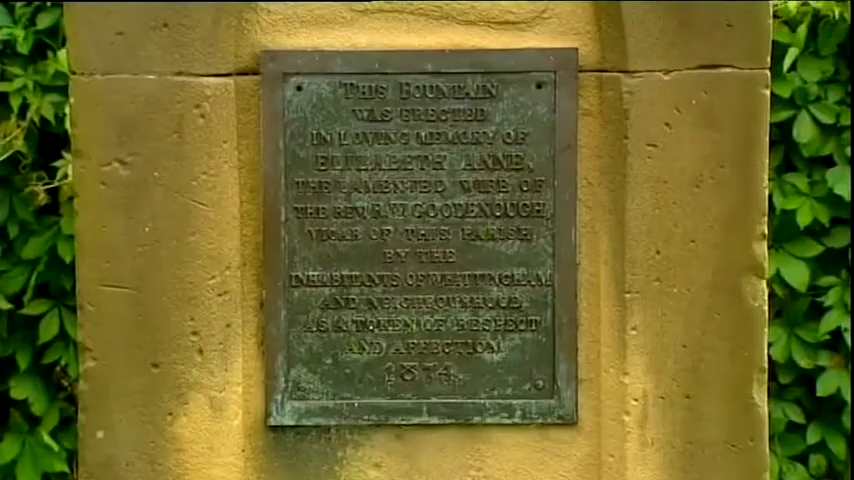 THIS FOUNTAIN
WAS ERECTED
IN LOVING MEMORY OF
ELIZABETH ANNE,
THE LAMENTED WIFE OF
THE REV. R.W. GOODENOUGH,
VICAR OF THIS PARISH,
BY THE
INHABITANTS OF WHITTINGHAM
AND NEIGHBOURHOOD,
AS A TOKEN OF RESPECT
AND AFFECTION,
1874.